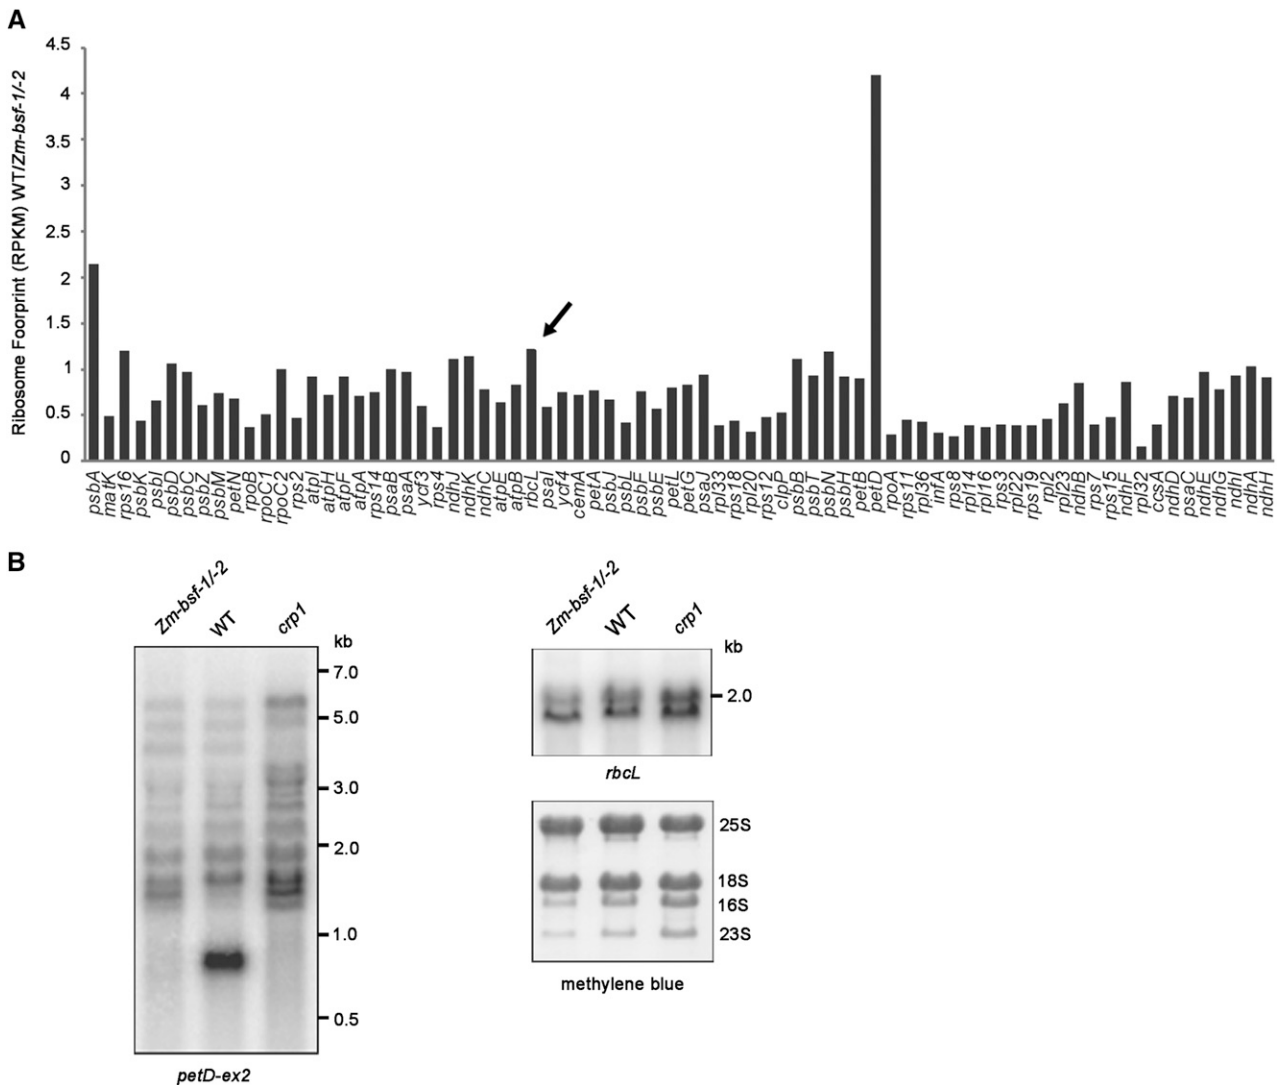 A
Ribosome Foorprint (RPKM) WT/Zm-bsf-1/-2
4.5
4
3.5
3
2.5
2
1.5
1
0.5
0
psbA matK rps16 psbK psbI psbD psbC psbZ psbM petN rpoB rpoC1 rpoC2 rps2 atpI atpH atpF atpA rps14 psaB psaA ycf3 rps4 ndhJ ndhK ndhC atpE atpB rbcL psaI ycf4 cemA petA psbJ psbL psbF psbE petL petG psaJ rpl33 rps18 rpl20 rps12 clpP psbB psbT psbN psbH petB petD rpoA rps11 rpl36 infA rps8 rpl14 rpl16 rps3 rpl22 rps19 rpl2 rpl23 ndhB rps7 rps15 ndhF rpl32 ccsA ndhD psaC ndhE ndhG ndhI ndhA ndhH
B
Zm-bsf-1/-2 WT crp1
kb
7.0
5.0
3.0
2.0
1.0
0.5
petD-ex2
Zm-bsf-1/-2 WT crp1
kb
2.0
rbcL
25S
18S
16S
23S
methylene blue